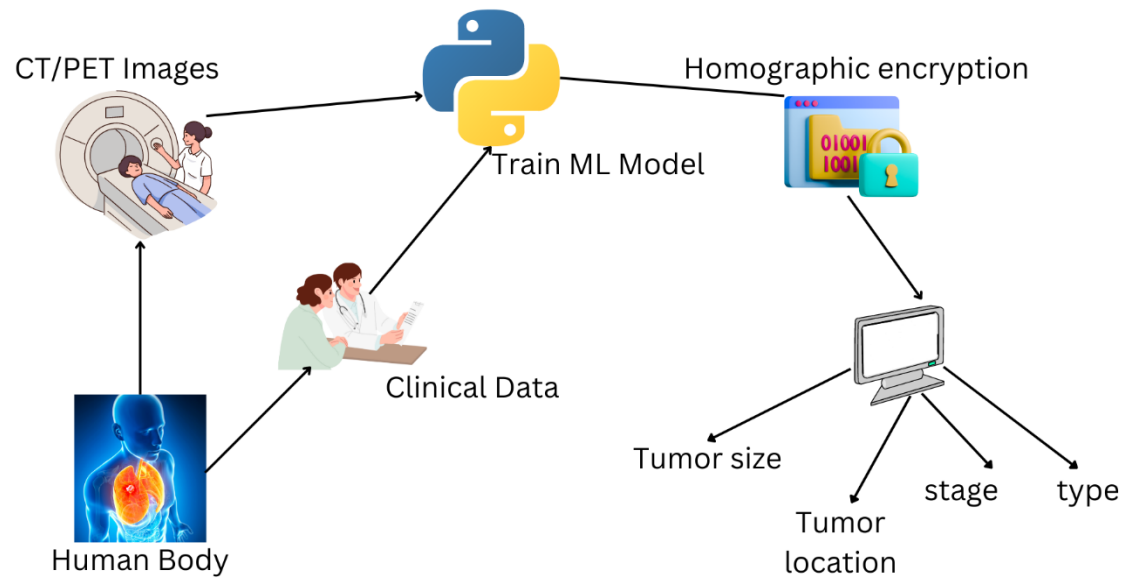 CT/PET Images
Homographic encryption
01001
1001
Train ML Model
Clinical Data
Human Body
Tumor size
stage
type
Tumor
location